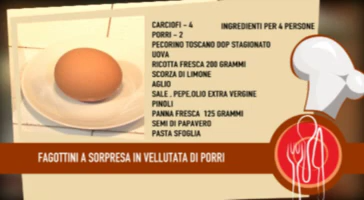 CARCIOFI - 4
INGREDIENTI PER 4 PERSONE
PORRI - 2
PECORINO TOSCANO DOP STAGIONATO
UOVA
RICOTTA FRESCA 200 GRAMMI
SCORZA DI LIMONE
AGLIO
SALE , PEPE,OLIO EXTRA VERGINE
PINOLI
PANNA FRESCA 125 GRAMMI
SEMI DI PAPAVERO
PASTA SFOGLIA
FAGOTTINI A SORPRESA IN VELLUTATA DI PORRI